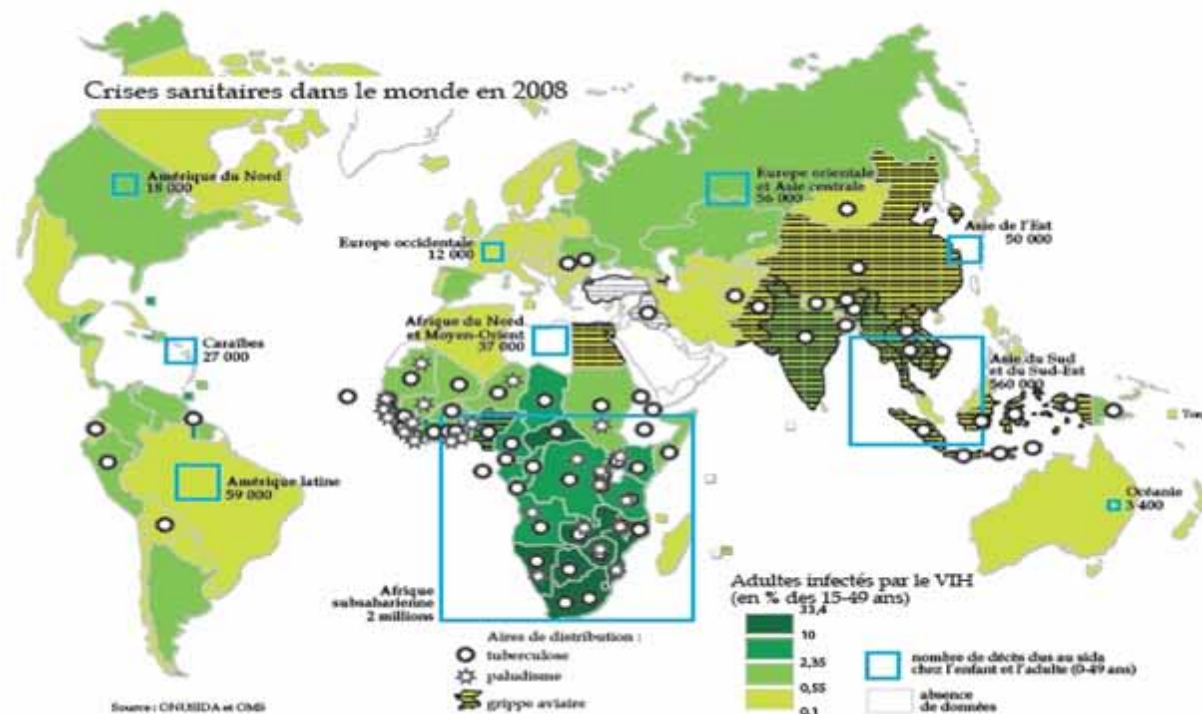 Crises sanitaires dans le monde en 2008
Amérique du Nord
18 000
Europe occidentale
12 000
Europe orientale
et Asie centrale
56 000
Asie de l'Est
50 000
Caraïbes
27 000
Afrique du Nord
et Moyen-Orient
37 000
Asie du Sud
et du Sud-Est
560 000
Amérique latine
59 000
Océanie
3 400
Afrique
subsaharienne
2 millions
Aires de distribution :
tuberculose
paludisme
grippe aviaire
Adultes infectés par le VIH
(en % des 15-49 ans)
33,4
10
2,35
0,55
0,1
nombre de décès dus au sida
chez l'enfant et l'adulte (0-49 ans)
absence
de données
Source : ONUSIDA et OMS